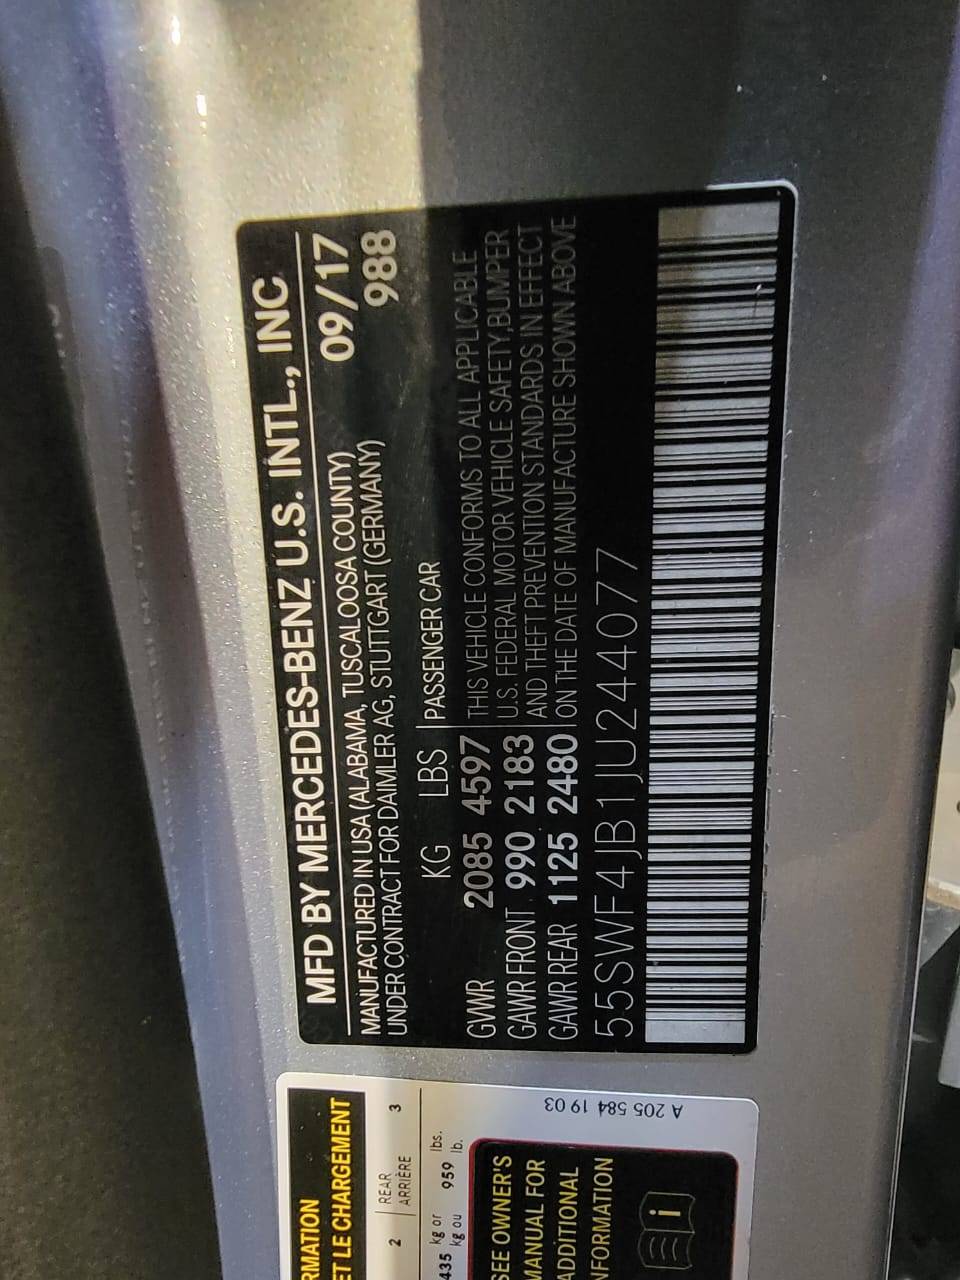 MFD BY MERCEDES-BENZ U.S. INTL., INC
MANUFACTURED IN USA (ALABAMA, TUSCALOOSA COUNTY) 09/17
UNDER CONTRACT FOR DAIMLER AG, STUTTGART (GERMANY) 988
KG LBS PASSENGER CAR
GWWR 2085 4597 THIS VEHICLE CONFORMS TO ALL APPLICABLE
GAWR FRONT 990 2183 U.S. FEDERAL MOTOR VEHICLE SAFETY,BUMPER
GAWR REAR 1125 2480 AND THEFT PREVENTION STANDARDS IN EFFECT
ON THE DATE OF MANUFACTURE SHOWN ABOVE
55SWF4JB1JU244077
RMATION
ET LE CHARGEMENT
2 REAR 3
ARRIÈRE
435 kg or 959 lbs.
kg ou lb.
SEE OWNER'S
MANUAL FOR
ADDITIONAL
NFORMATION
i
A 205 584 19 03